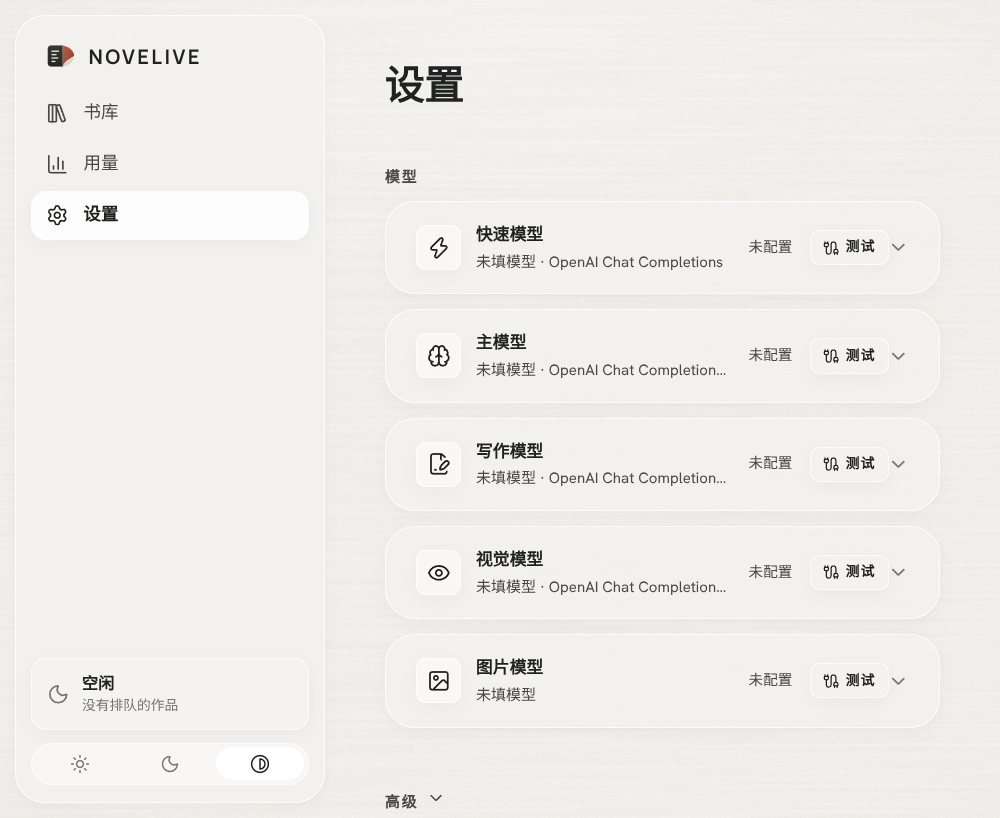 NOVELIVE
书库
用量
设置
空闲
没有排队的作品
设置
模型
快速模型
未填模型 · OpenAI Chat Completions
未配置
测试
主模型
未填模型 · OpenAI Chat Completion...
未配置
测试
写作模型
未填模型 · OpenAI Chat Completion...
未配置
测试
视觉模型
未填模型 · OpenAI Chat Completion...
未配置
测试
图片模型
未填模型
未配置
测试
高级